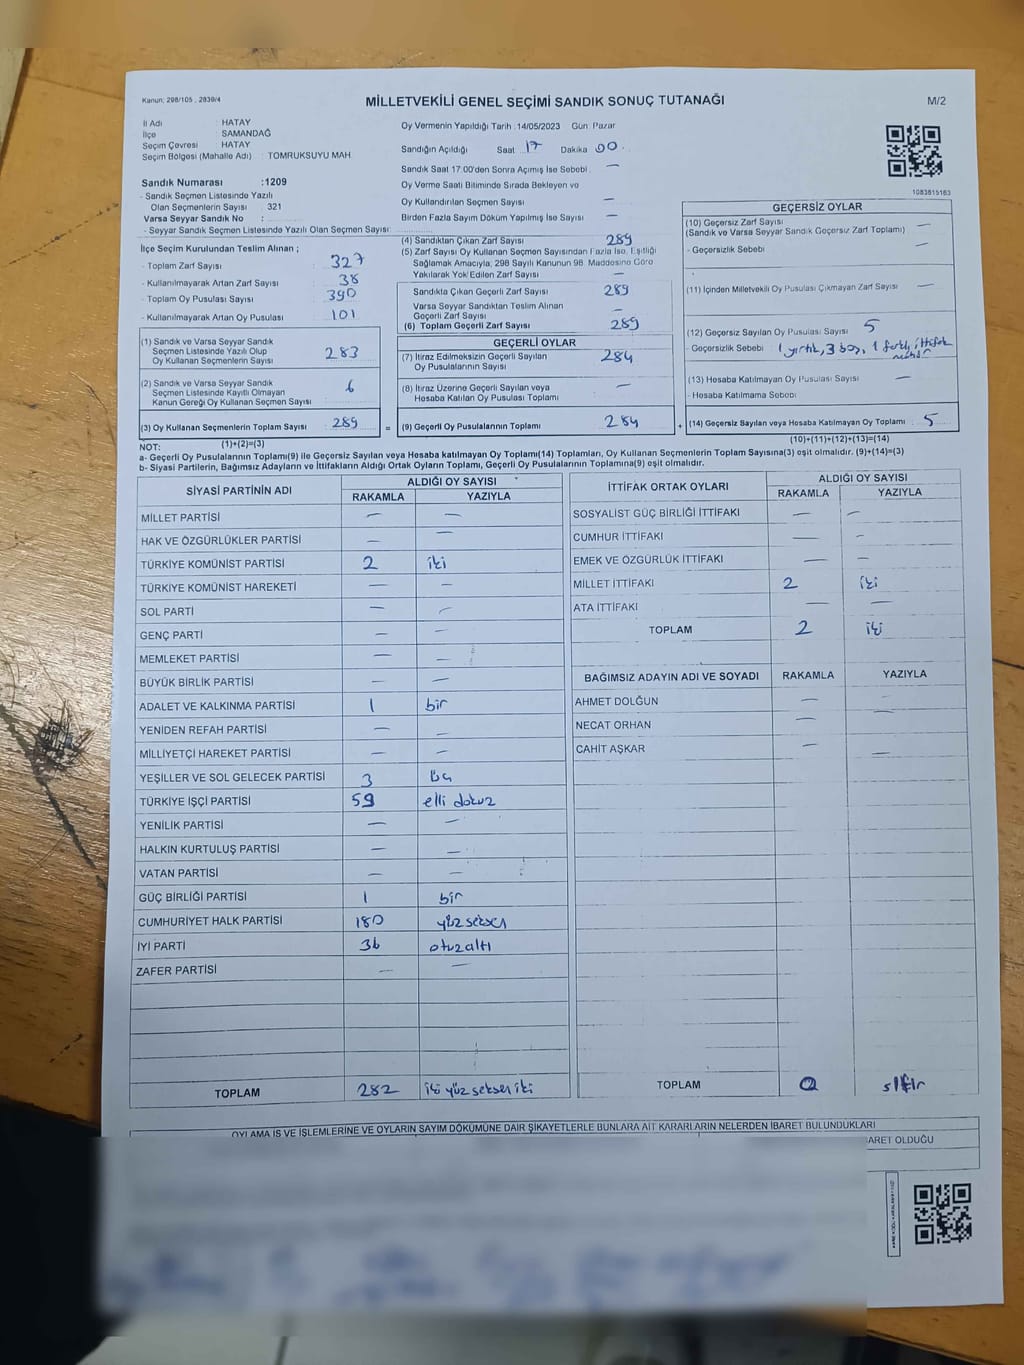 Kanun: 298/105 , 2839/4
MİLLETVEKİLİ GENEL SEÇİMİ SANDIK SONUÇ TUTANAĞI
M/2
İl Adı : HATAY
İlçe : SAMANDAĞ
Seçim Çevresi : HATAY
Seçim Bölgesi (Mahalle Adı) : TOMRUKSUYU MAH.
Sandık Numarası :1209
- Sandık Seçmen Listesinde Yazılı
Olan Seçmenlerin Sayısı : 321
Varsa Seyyar Sandık No :
- Seyyar Sandık Seçmen Listesinde Yazılı Olan Seçmen Sayısı:
Oy Vermenin Yapıldığı Tarih :14/05/2023 Gün Pazar
Sandığın Açıldığı Saat 17 Dakika 00
Sandık Saat 17:00'den Sonra Açmış İse Sebebi : —
Oy Verme Saati Bitiminde Sırada Bekleyen ve
Oy Kullandırılan Seçmen Sayısı —
Birden Fazla Sayım Döküm Yapılmış İse Sayısı —
1083815163
İlçe Seçim Kurulundan Teslim Alınan ;
- Toplam Zarf Sayısı : 327
- Kullanılmayarak Artan Zarf Sayısı : 38
- Toplam Oy Pusulası Sayısı : 390
- Kullanılmayarak Artan Oy Pusulası : 101
(4) Sandıktan Çıkan Zarf Sayısı 289
(5) Zarf Sayısı Oy Kullanan Seçmen Sayısından Fazla İse, Eşitliği
Sağlamak Amacıyla, 298 Sayılı Kanunun 98. Maddesine Göre
Yakılarak Yok Edilen Zarf Sayısı —
Sandıkta Çıkan Geçerli Zarf Sayısı 289
Varsa Seyyar Sandıktan Teslim Alınan
Geçerli Zarf Sayısı —
(6) Toplam Geçerli Zarf Sayısı 289
GEÇERSİZ OYLAR
(10) Geçersiz Zarf Sayısı —
(Sandık ve Varsa Seyyar Sandık Geçersiz Zarf Toplamı)
- Geçersizlik Sebebi : —
(11) İçinden Milletvekili Oy Pusulası Çıkmayan Zarf Sayısı —
(12) Geçersiz Sayılan Oy Pusulası Sayısı 5
- Geçersizlik Sebebi : 1 yırtık, 3 boş, 1 farklı ittifak
(13) Hesaba Katılmayan Oy Pusulası Sayısı —
- Hesaba Katılmama Sebebi :
(14) Geçersiz Sayılan veya Hesaba Katılmayan Oy Toplamı : 5
(1) Sandık ve Varsa Seyyar Sandık
Seçmen Listesinde Yazılı Olup
Oy Kullanan Seçmenlerin Sayısı : 283
(2) Sandık ve Varsa Seyyar Sandık
Seçmen Listesinde Kayıtlı Olmayan
Kanun Gereği Oy Kullanan Seçmen Sayısı : 6
(3) Oy Kullanan Seçmenlerin Toplam Sayısı : 289 =
GEÇERLİ OYLAR
(7) İtiraz Edilmeksizin Geçerli Sayılan
Oy Pusulalarının Sayısı 284
(8) İtiraz Üzerine Geçerli Sayılan veya
Hesaba Katılan Oy Pusulası Toplamı —
(9) Geçerli Oy Pusulalarının Toplamı 284 +
NOT: (1)+(2)=(3)
(10)+(11)+(12)+(13)=(14)
a- Geçerli Oy Pusulalarının Toplamı(9) ile Geçersiz Sayılan veya Hesaba katılmayan Oy Toplamı(14) Toplamları, Oy Kullanan Seçmenlerin Toplam Sayısına(3) eşit olmalıdır. (9)+(14)=(3)
b- Siyasi Partilerin, Bağımsız Adayların ve İttifakların Aldığı Ortak Oyların Toplamı, Geçerli Oy Pusulalarının Toplamına(9) eşit olmalıdır.
SİYASİ PARTİNİN ADI
ALDIĞI OY SAYISI
RAKAMLA YAZIYLA
MİLLET PARTİSİ — —
HAK VE ÖZGÜRLÜKLER PARTİSİ — —
TÜRKİYE KOMÜNİST PARTİSİ 2 iki
TÜRKİYE KOMÜNİST HAREKETİ — —
SOL PARTİ — —
GENÇ PARTİ — —
MEMLEKET PARTİSİ — —
BÜYÜK BİRLİK PARTİSİ — —
ADALET VE KALKINMA PARTİSİ 1 bir
YENİDEN REFAH PARTİSİ — —
MİLLİYETÇİ HAREKET PARTİSİ — —
YEŞİLLER VE SOL GELECEK PARTİSİ 3 üç
TÜRKİYE İŞÇİ PARTİSİ 59 elli dokuz
YENİLİK PARTİSİ — —
HALKIN KURTULUŞ PARTİSİ — —
VATAN PARTİSİ — —
GÜÇ BİRLİĞİ PARTİSİ 1 bir
CUMHURİYET HALK PARTİSİ 180 yüz seksen
İYİ PARTİ 36 otuzaltı
ZAFER PARTİSİ — —
TOPLAM 282 iki yüz seksen iki
İTTİFAK ORTAK OYLARI
ALDIĞI OY SAYISI
RAKAMLA YAZIYLA
SOSYALİST GÜÇ BİRLİĞİ İTTİFAKI — —
CUMHUR İTTİFAKI — —
EMEK VE ÖZGÜRLÜK İTTİFAKI — —
MİLLET İTTİFAKI 2 iki
ATA İTTİFAKI — —
TOPLAM 2 iki
BAĞIMSIZ ADAYIN ADI VE SOYADI RAKAMLA YAZIYLA
AHMET DOLĞUN — —
NECAT ORHAN — —
CAHİT AŞKAR — —
TOPLAM 0 sıfır
OYLAMA İŞ VE İŞLEMLERİNE VE OYLARIN SAYIM DÖKÜMÜNE DAİR ŞİKAYETLERLE BUNLARA AİT KARARLARIN NELERDEN İBARET BULUNDUKLARI
BARET OLDUĞU